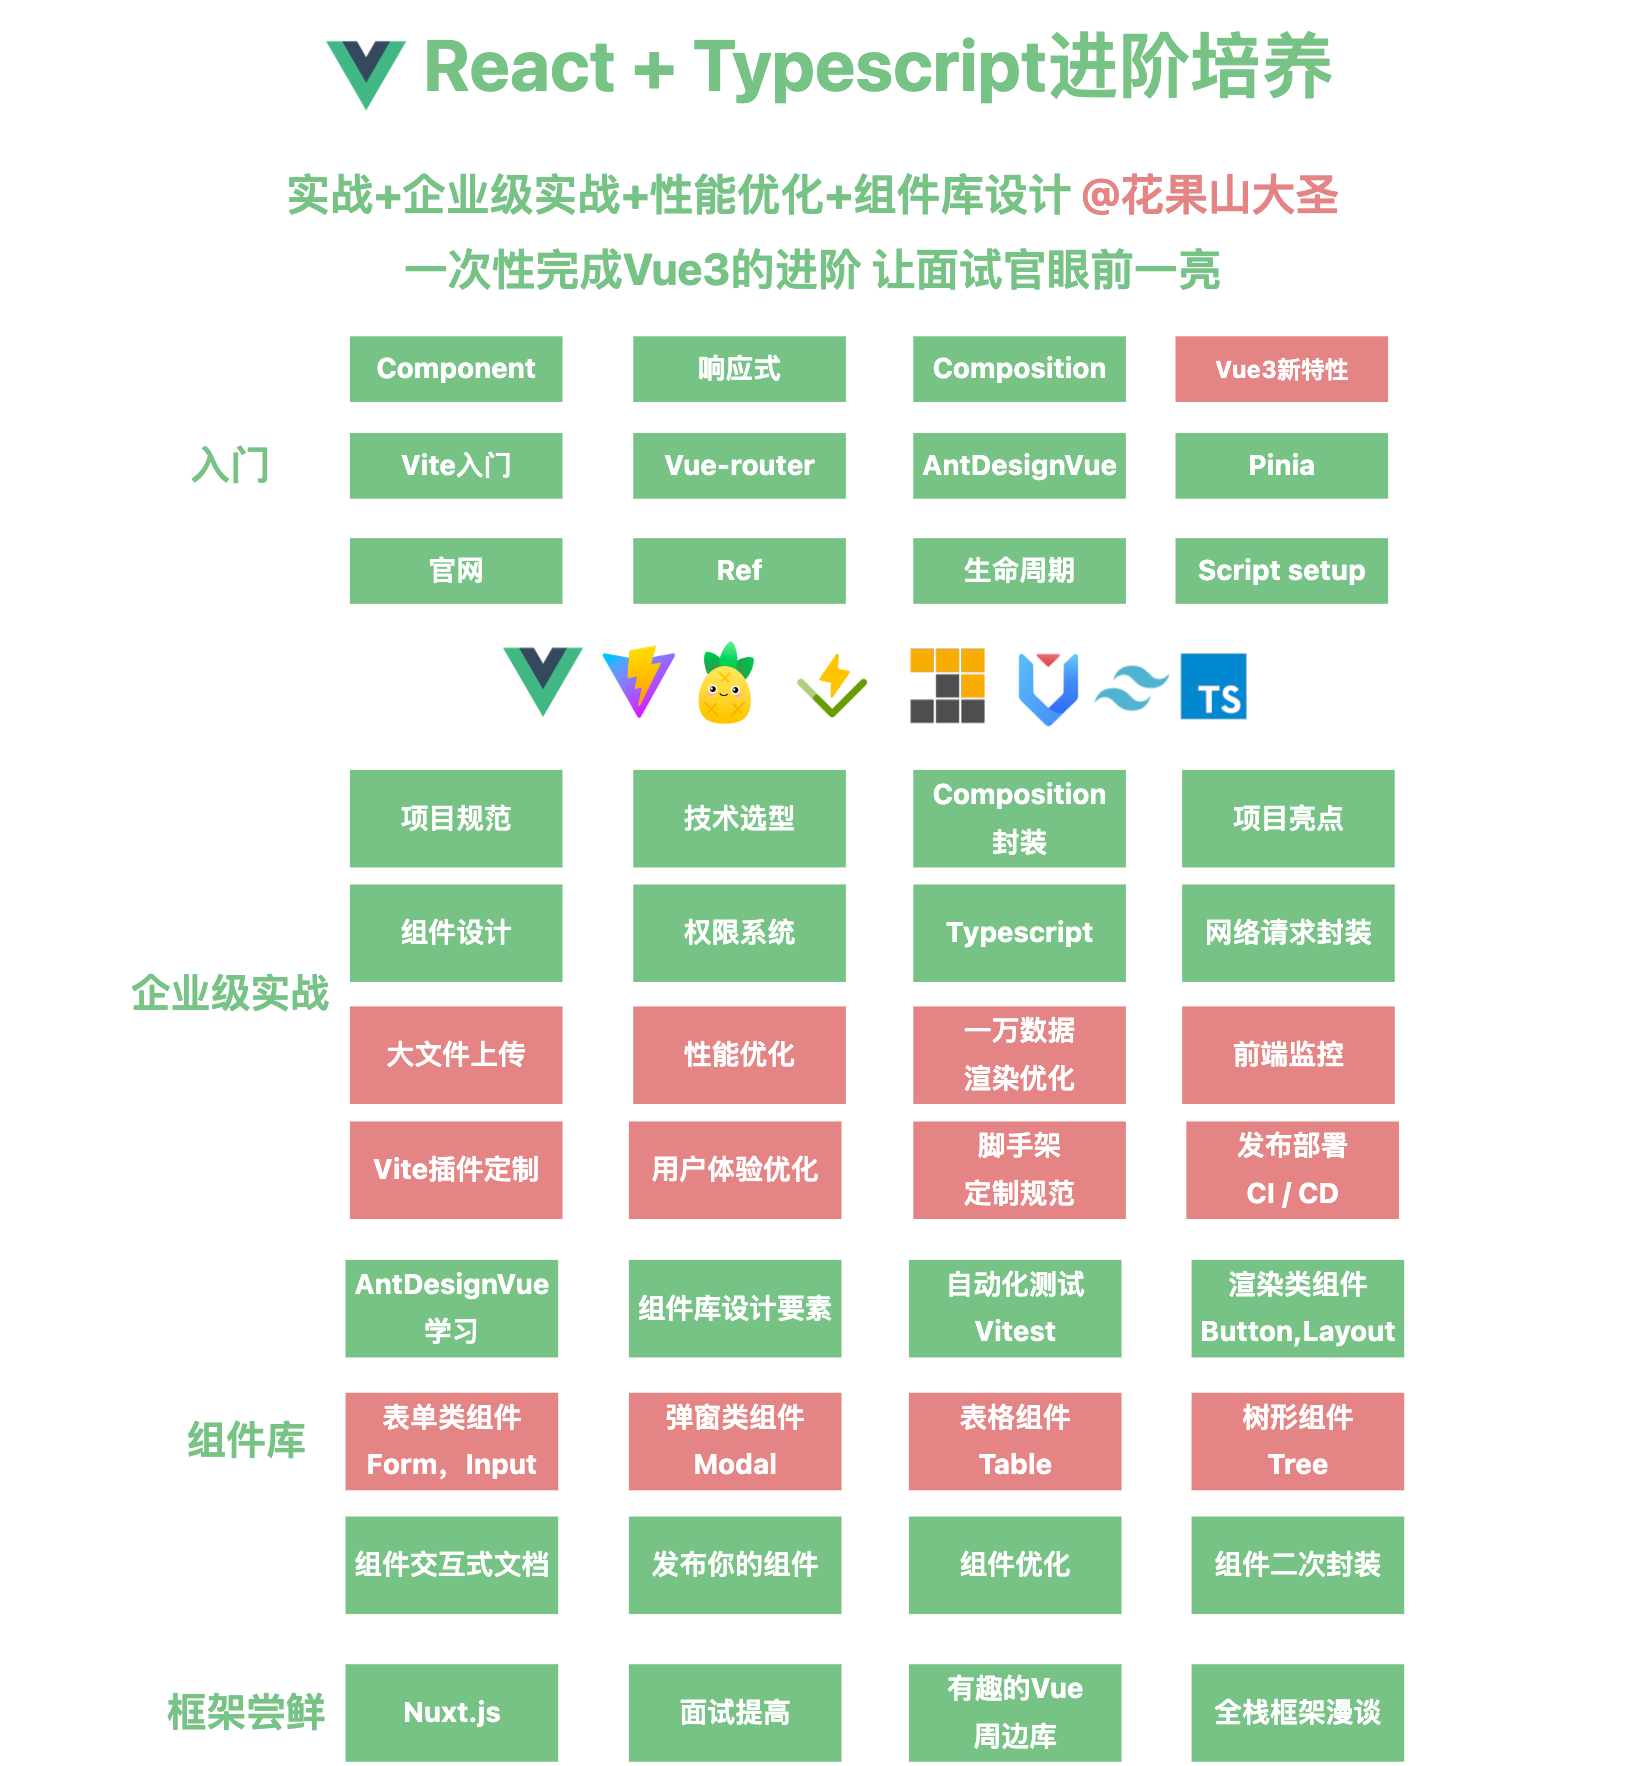 React + Typescript进阶培养
实战+企业级实战+性能优化+组件库设计 @花果山大圣
一次性完成Vue3的进阶 让面试官眼前一亮
入门
Component
响应式
Composition
Vue3新特性
Vite入门
Vue-router
AntDesignVue
Pinia
官网
Ref
生命周期
Script setup
TS
企业级实战
项目规范
技术选型
Composition
封装
项目亮点
组件设计
权限系统
Typescript
网络请求封装
大文件上传
性能优化
一万数据
渲染优化
前端监控
Vite插件定制
用户体验优化
脚手架
定制规范
发布部署
CI / CD
组件库
AntDesignVue
学习
组件库设计要素
自动化测试
Vitest
渲染类组件
Button,Layout
表单类组件
Form，Input
弹窗类组件
Modal
表格组件
Table
树形组件
Tree
组件交互式文档
发布你的组件
组件优化
组件二次封装
框架尝鲜
Nuxt.js
面试提高
有趣的Vue
周边库
全栈框架漫谈